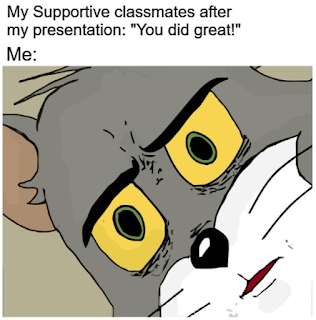 My Supportive classmates after
my presentation: "You did great!"
Me: